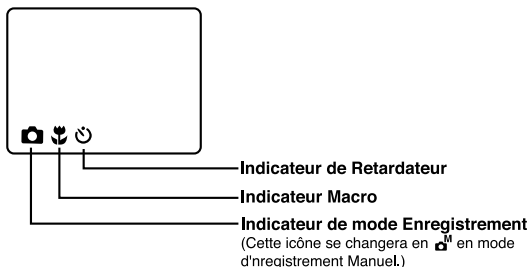 Indicateur de Retardateur
Indicateur Macro
Indicateur de mode Enregistrement
(Cette icône se changera en M en mode
d'nregistrement Manuel.)